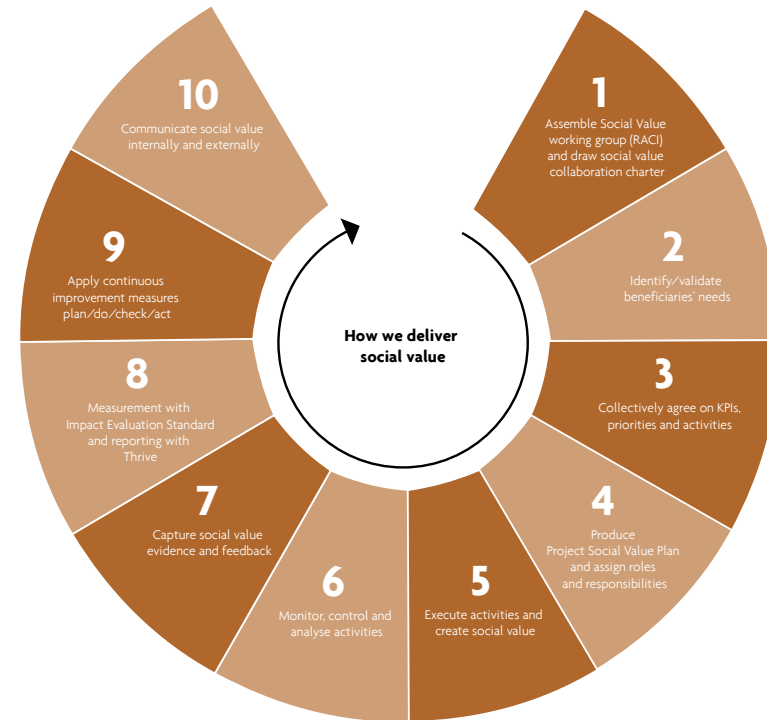 How we deliver
social value
1
Assemble Social Value
working group (RACI)
and draw social value
collaboration charter
2
Identify/validate
beneficiaries' needs
3
Collectively agree on KPIs,
priorities and activities
4
Produce
Project Social Value Plan
and assign roles
and responsibilities
5
Execute activities and
create social value
6
Monitor, control and
analyse activities
7
Capture social value
evidence and feedback
8
Measurement with
Impact Evaluation Standard
and reporting with
Thrive
9
Apply continuous
improvement measures
plan/do/check/act
10
Communicate social value
internally and externally